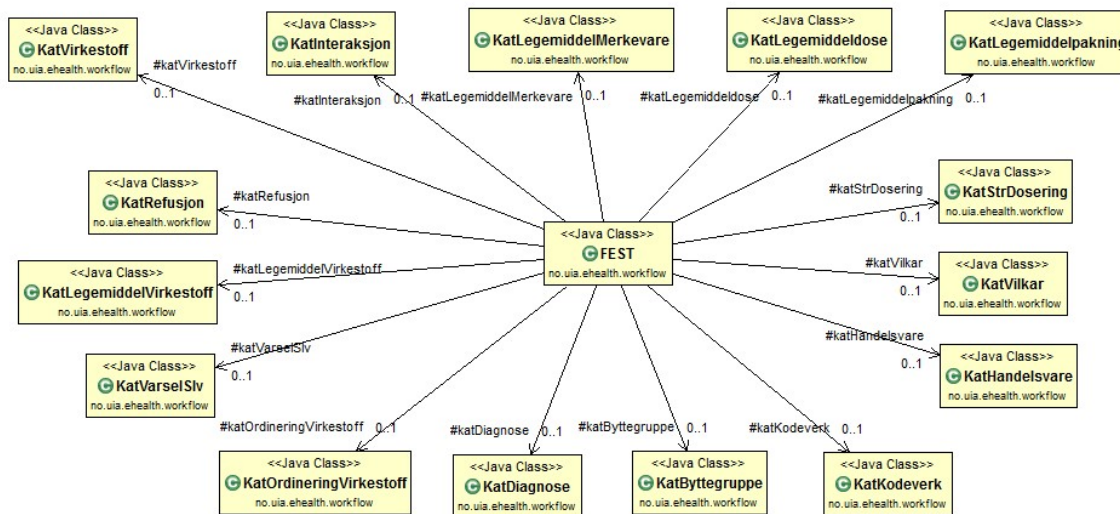 <<Java Class>>
KatVirkestoff
no.uia.ehealth.workflow
<<Java Class>>
KatInteraksjon
no.uia.ehealth.workflow
<<Java Class>>
KatLegemiddelMerkevare
no.uia.ehealth.workflow
<<Java Class>>
KatLegemiddeldose
no.uia.ehealth.workflow
<<Java Class>>
KatLegemiddelpakning
no.uia.ehealth.workflow
#katVirkestoff
0..1
#katInteraksjon
0..1
#katLegemiddelMerkevare
0..1
#katLegemiddeldose
0..1
#katLegemiddelpakning
0..1
<<Java Class>>
KatRefusjon
no.uia.ehealth.workflow
#katRefusjon
0..1
#katStrDosering
0..1
<<Java Class>>
KatStrDosering
no.uia.ehealth.workflow
<<Java Class>>
FEST
no.uia.ehealth.workflow
<<Java Class>>
KatLegemiddelVirkestoff
no.uia.ehealth.workflow
#katLegemiddelVirkestoff
0..1
#katVilkar
0..1
<<Java Class>>
KatVilkar
no.uia.ehealth.workflow
<<Java Class>>
KatVarselSlv
no.uia.ehealth.workflow
#katVarselSlv
0..1
#katHandelsvare
0..1
<<Java Class>>
KatHandelsvare
no.uia.ehealth.workflow
#katOrdineringVirkestoff
0..1
#katDiagnose
0..1
#katByttegruppe
0..1
#katKodeverk
0..1
<<Java Class>>
KatOrdineringVirkestoff
no.uia.ehealth.workflow
<<Java Class>>
KatDiagnose
no.uia.ehealth.workflow
<<Java Class>>
KatByttegruppe
no.uia.ehealth.workflow
<<Java Class>>
KatKodeverk
no.uia.ehealth.workflow